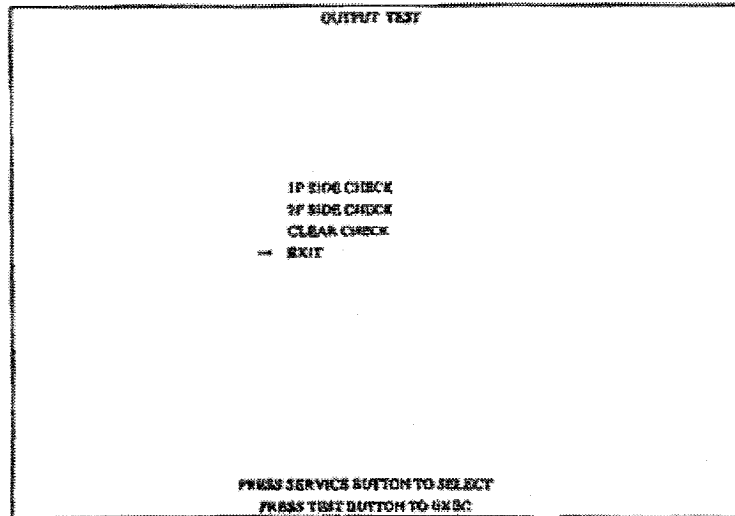 OUTPUT TEST
1P SIDE CHECK
2P SIDE CHECK
CLEAR CHECK
→ EXIT
PRESS SERVICE BUTTON TO SELECT
PRESS TEST BUTTON TO EXEC